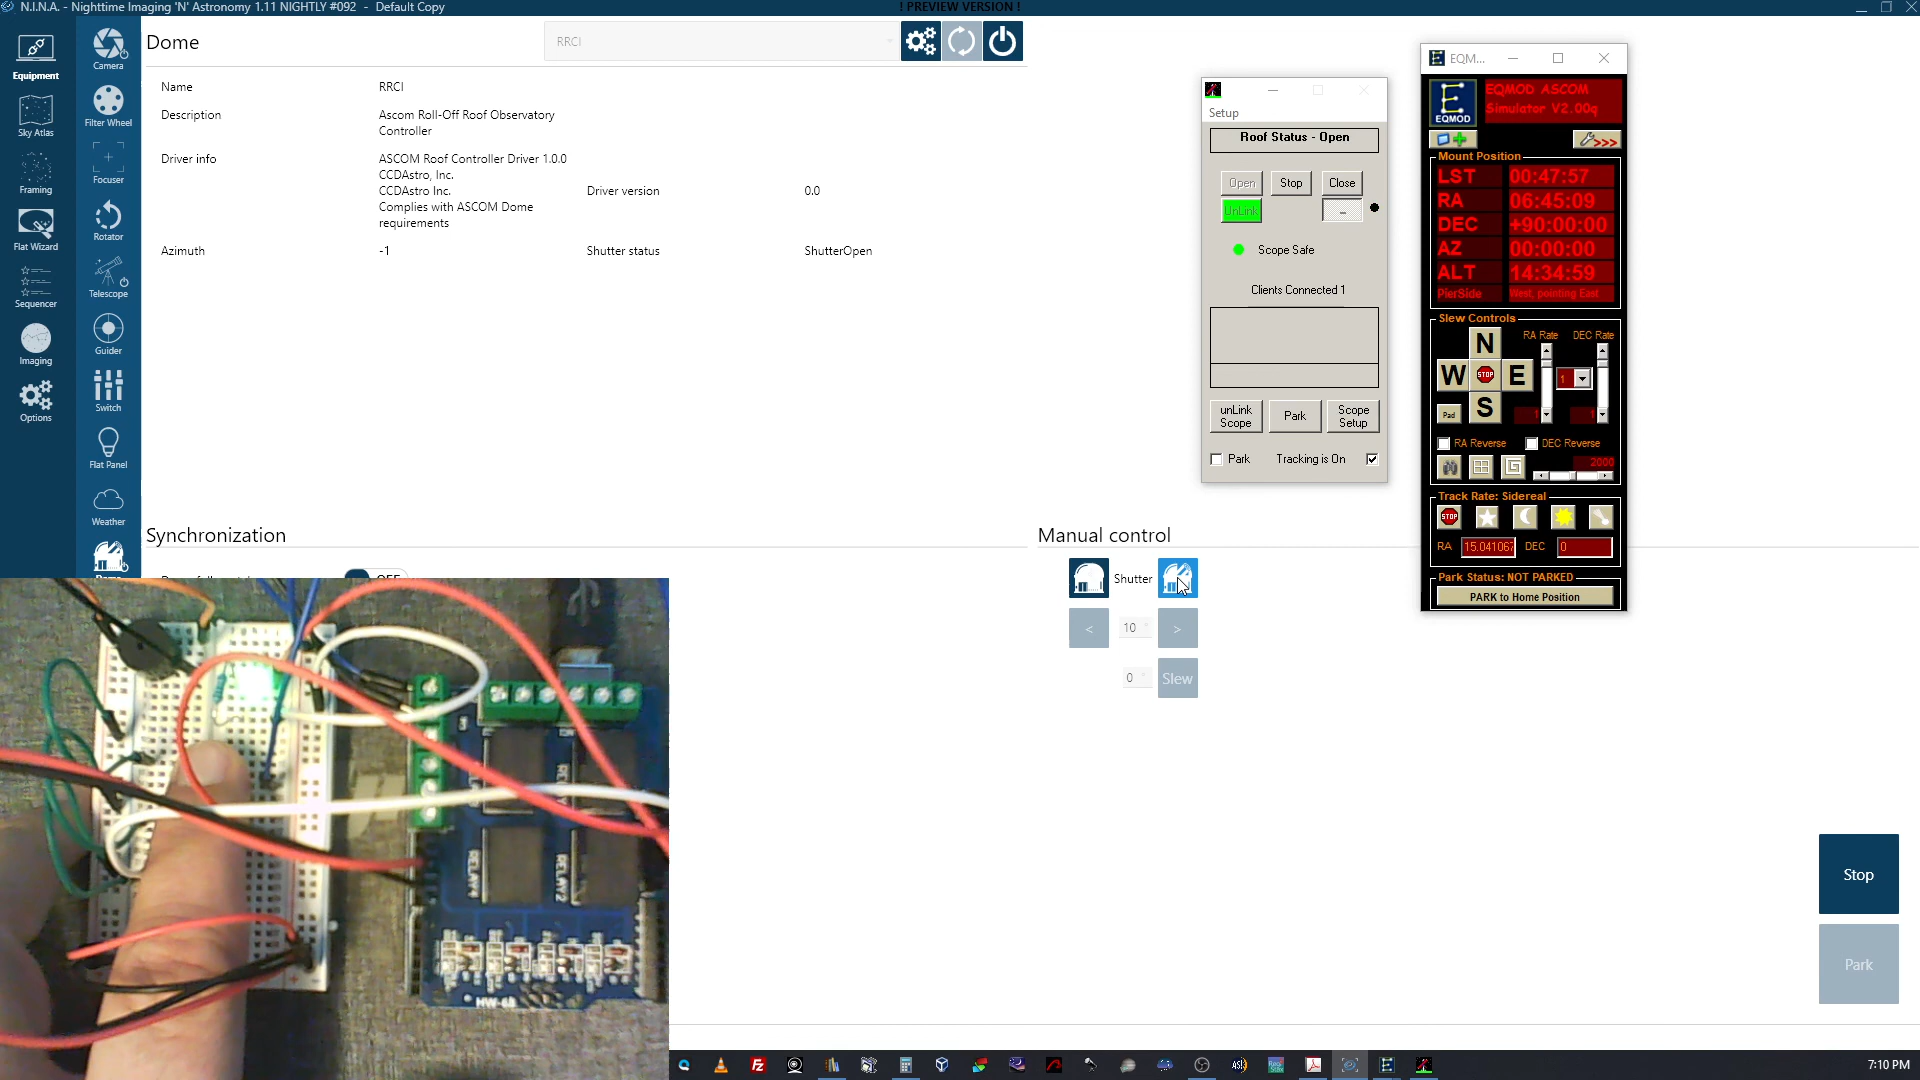 N.I.N.A. - Nighttime Imaging 'N' Astronomy 1.11 NIGHTLY #092 - Default Copy
! PREVIEW VERSION !
Equipment
Sky Atlas
Framing
Flat Wizard
Sequencer
Imaging
Options
Camera
Filter Wheel
Focuser
Rotator
Telescope
Guider
Switch
Flat Panel
Weather
Dome
RRCI
Name RRCI
Description Ascom Roll-Off Roof Observatory
Controller
Driver info ASCOM Roof Controller Driver 1.0.0
CCDAstro, Inc.
CCDAstro Inc. Driver version 0.0
Complies with ASCOM Dome
requirements
Azimuth -1 Shutter status ShutterOpen
Synchronization
OFF
Manual control
Shutter
< 10 ° >
0 ° Slew
Stop
Park
Setup
Roof Status - Open
Open Stop Close
UnLink
Scope Safe
Clients Connected 1
unLink
Scope
Park
Scope
Setup
Park Tracking is On
EQM...
EQMOD
EQMOD ASCOM
Simulator V2.00q
>>>
Mount Position
LST 00:47:57
RA 06:45:09
DEC +90:00:00
AZ 00:00:00
ALT 14:34:59
PierSide West, pointing East
Slew Controls
RA Rate DEC Rate
N
W STOP E
S
1
Pad 1 1
RA Reverse DEC Reverse
2000
Track Rate: Sidereal
STOP
RA 15.041067 DEC 0
Park Status: NOT PARKED
PARK to Home Position
RELAY1
RELAY2
7:10 PM